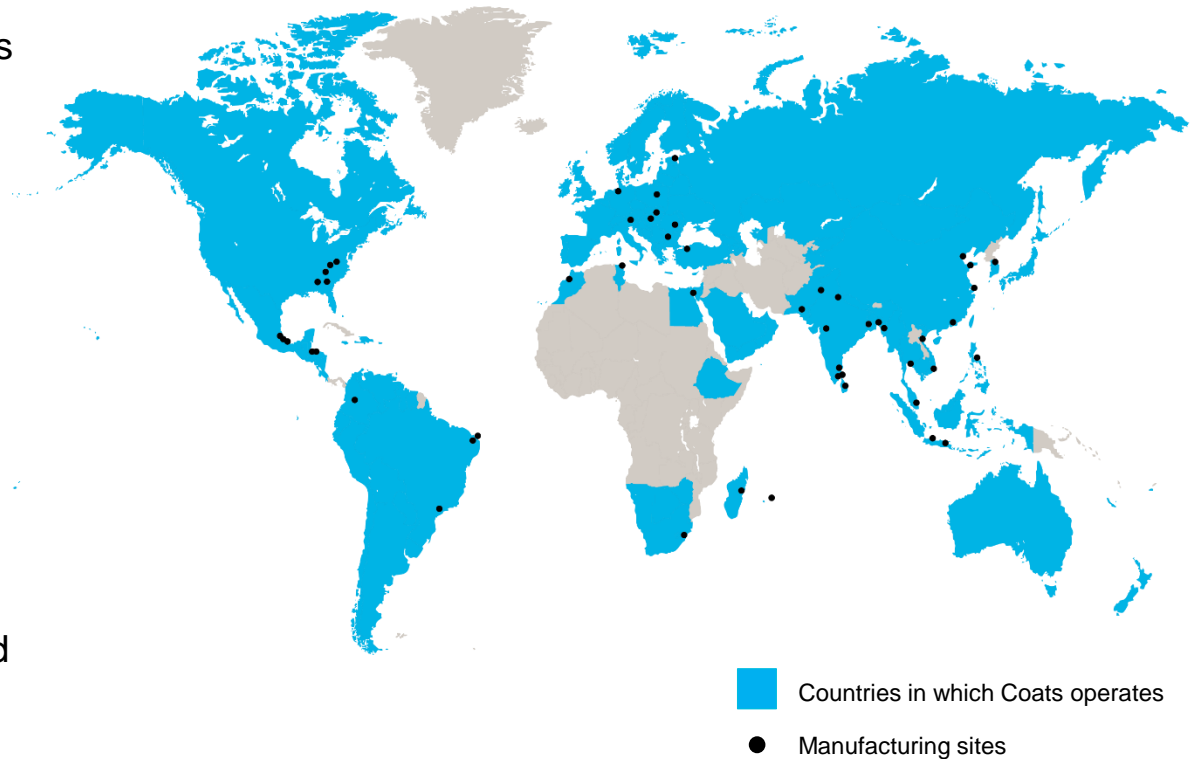 s
d
Countries in which Coats operates
Manufacturing sites